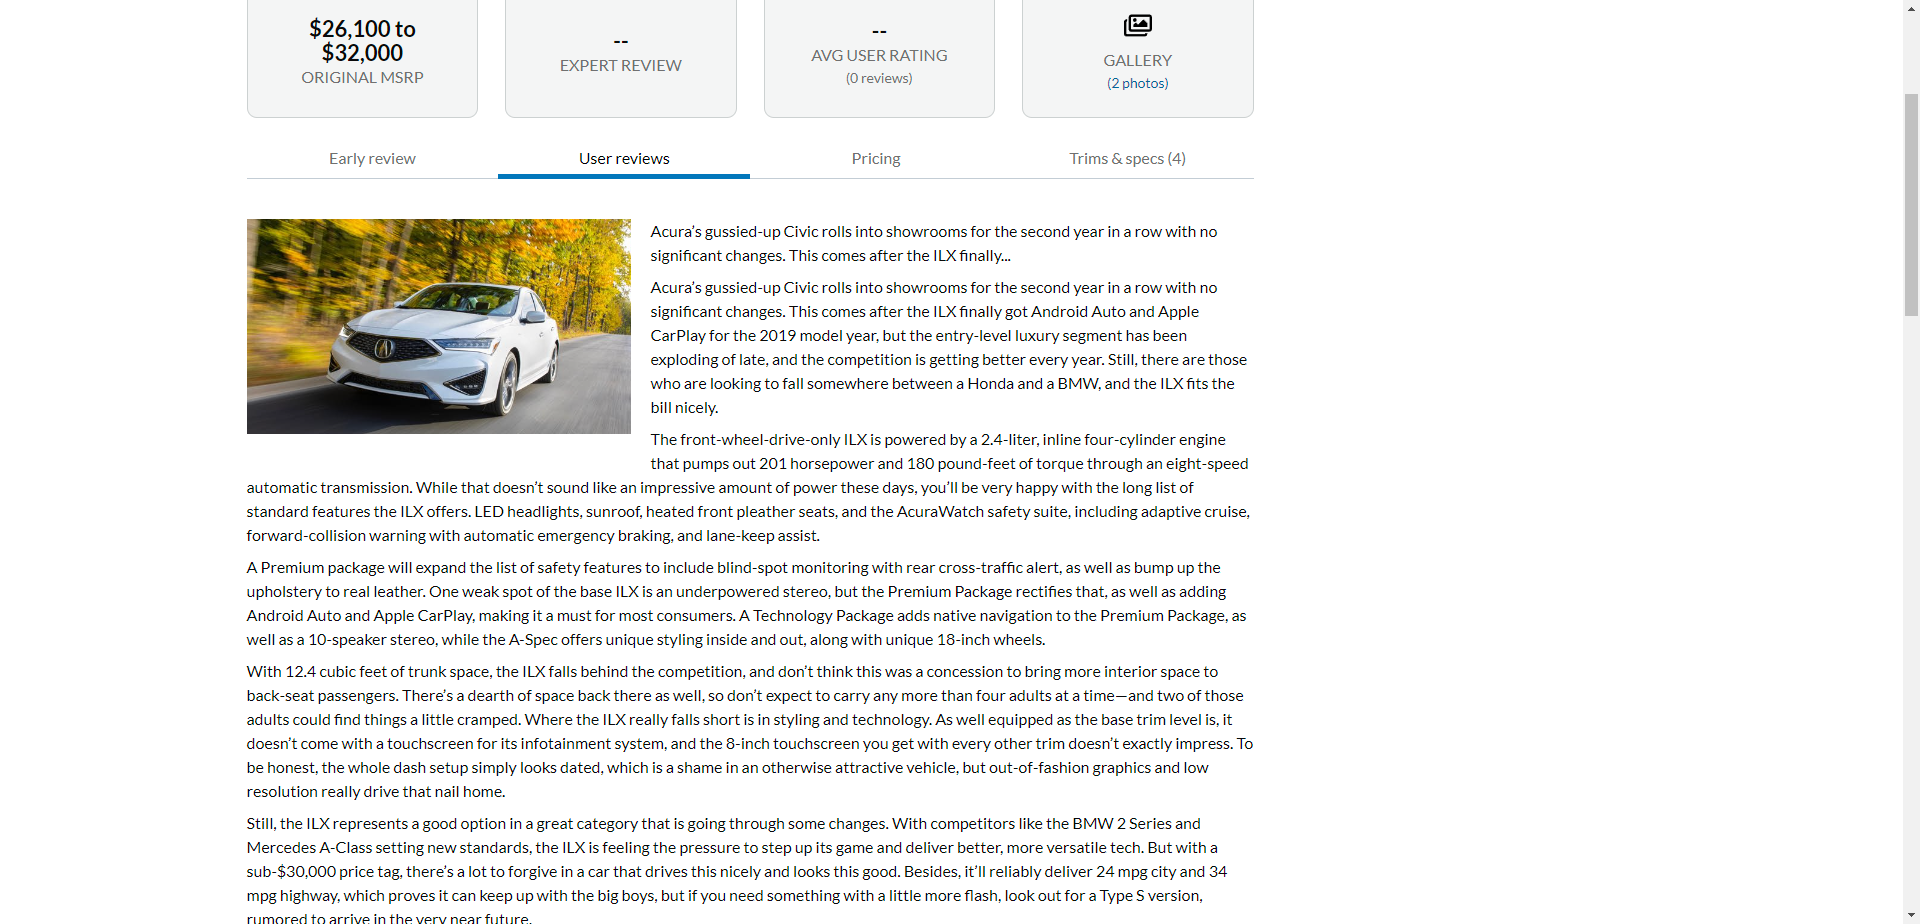 $26,100 to
$32,000
ORIGINAL MSRP
--
EXPERT REVIEW
--
AVG USER RATING
(0 reviews)
GALLERY
(2 photos)
Early review
User reviews
Pricing
Trims & specs (4)
Acura’s gussied-up Civic rolls into showrooms for the second year in a row with no
significant changes. This comes after the ILX finally...
Acura’s gussied-up Civic rolls into showrooms for the second year in a row with no
significant changes. This comes after the ILX finally got Android Auto and Apple
CarPlay for the 2019 model year, but the entry-level luxury segment has been
exploding of late, and the competition is getting better every year. Still, there are those
who are looking to fall somewhere between a Honda and a BMW, and the ILX fits the
bill nicely.
The front-wheel-drive-only ILX is powered by a 2.4-liter, inline four-cylinder engine
that pumps out 201 horsepower and 180 pound-feet of torque through an eight-speed
automatic transmission. While that doesn’t sound like an impressive amount of power these days, you’ll be very happy with the long list of
standard features the ILX offers. LED headlights, sunroof, heated front pleather seats, and the AcuraWatch safety suite, including adaptive cruise,
forward-collision warning with automatic emergency braking, and lane-keep assist.
A Premium package will expand the list of safety features to include blind-spot monitoring with rear cross-traffic alert, as well as bump up the
upholstery to real leather. One weak spot of the base ILX is an underpowered stereo, but the Premium Package rectifies that, as well as adding
Android Auto and Apple CarPlay, making it a must for most consumers. A Technology Package adds native navigation to the Premium Package, as
well as a 10-speaker stereo, while the A-Spec offers unique styling inside and out, along with unique 18-inch wheels.
With 12.4 cubic feet of trunk space, the ILX falls behind the competition, and don’t think this was a concession to bring more interior space to
back-seat passengers. There’s a dearth of space back there as well, so don’t expect to carry any more than four adults at a time—and two of those
adults could find things a little cramped. Where the ILX really falls short is in styling and technology. As well equipped as the base trim level is, it
doesn’t come with a touchscreen for its infotainment system, and the 8-inch touchscreen you get with every other trim doesn’t exactly impress. To
be honest, the whole dash setup simply looks dated, which is a shame in an otherwise attractive vehicle, but out-of-fashion graphics and low
resolution really drive that nail home.
Still, the ILX represents a good option in a great category that is going through some changes. With competitors like the BMW 2 Series and
Mercedes A-Class setting new standards, the ILX is feeling the pressure to step up its game and deliver better, more versatile tech. But with a
sub-$30,000 price tag, there’s a lot to forgive in a car that drives this nicely and looks this good. Besides, it’ll reliably deliver 24 mpg city and 34
mpg highway, which proves it can keep up with the big boys, but if you need something with a little more flash, look out for a Type S version,
rumored to arrive in the very near future.